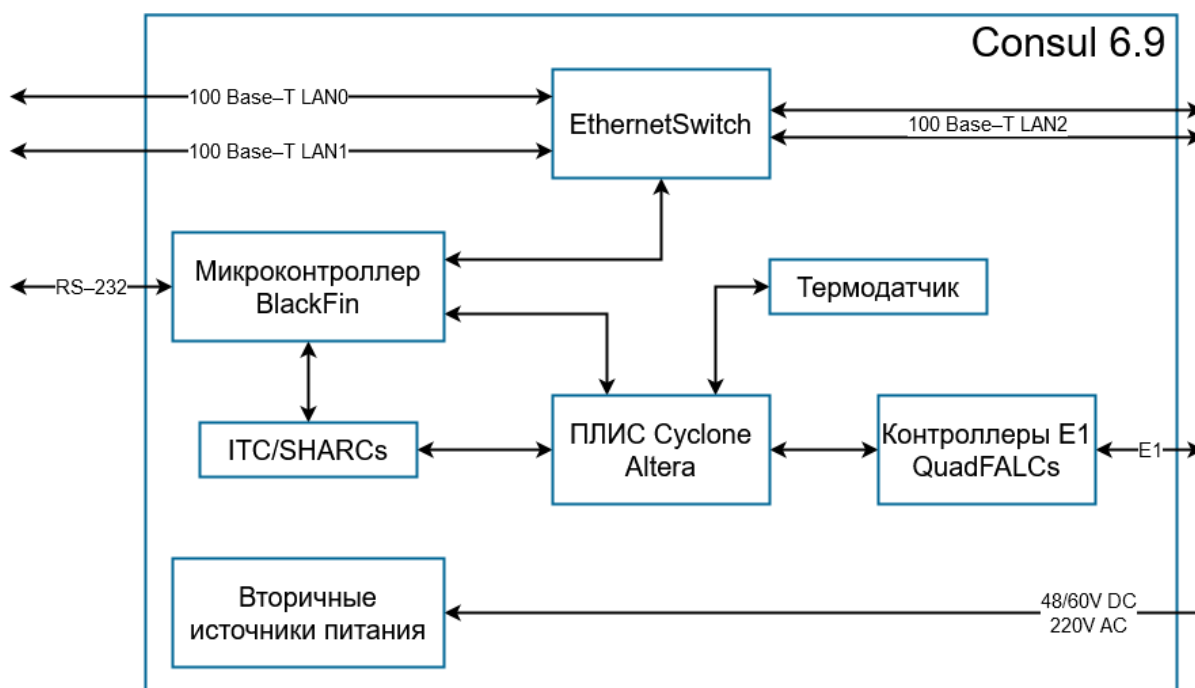 Consul 6.9
100 Base–T LAN0
EthernetSwitch
100 Base–T LAN2
100 Base–T LAN1
Микроконтроллер
BlackFin
RS–232
Термодатчик
ITC/SHARCs
ПЛИС Cyclone
Altera
Контроллеры E1
QuadFALCs
E1
Вторичные
источники питания
48/60V DC
220V AC